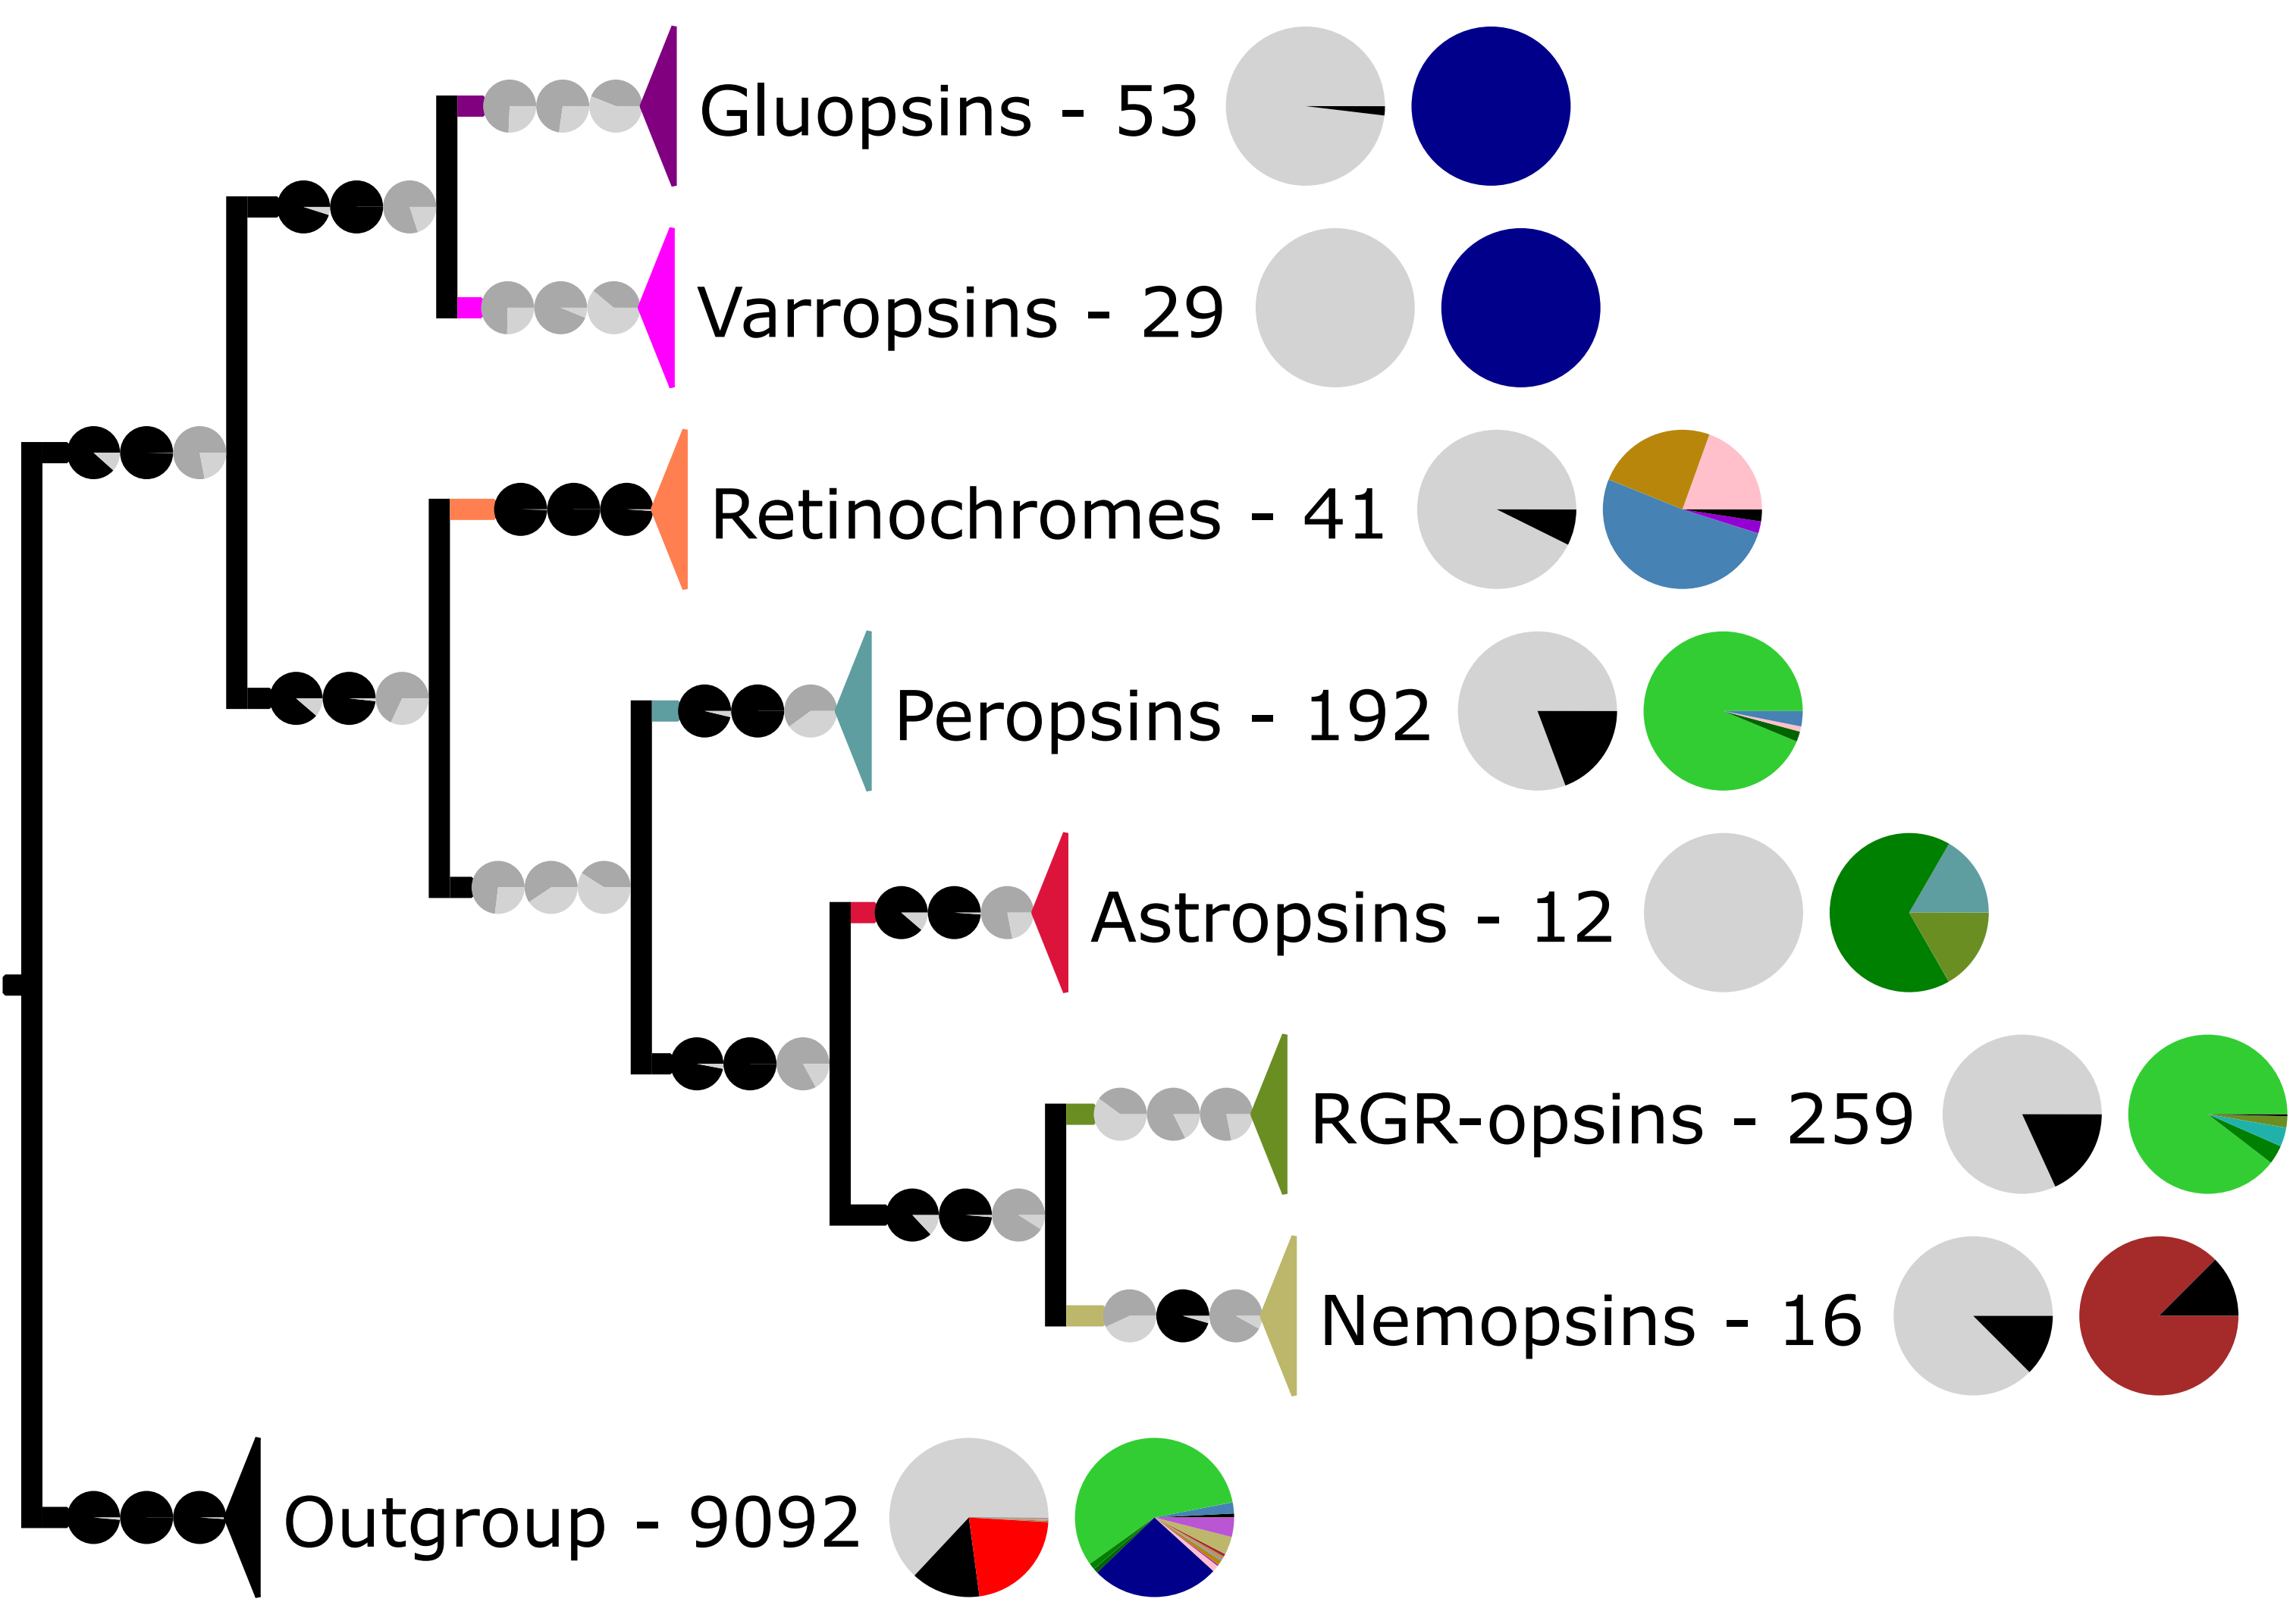 Gluopsins - 53
Varropsins - 29
Retinochromes - 41
Peropsins - 192
Astropsins - 12
RGR-opsins - 259
Nemopsins - 16
Outgroup - 9092